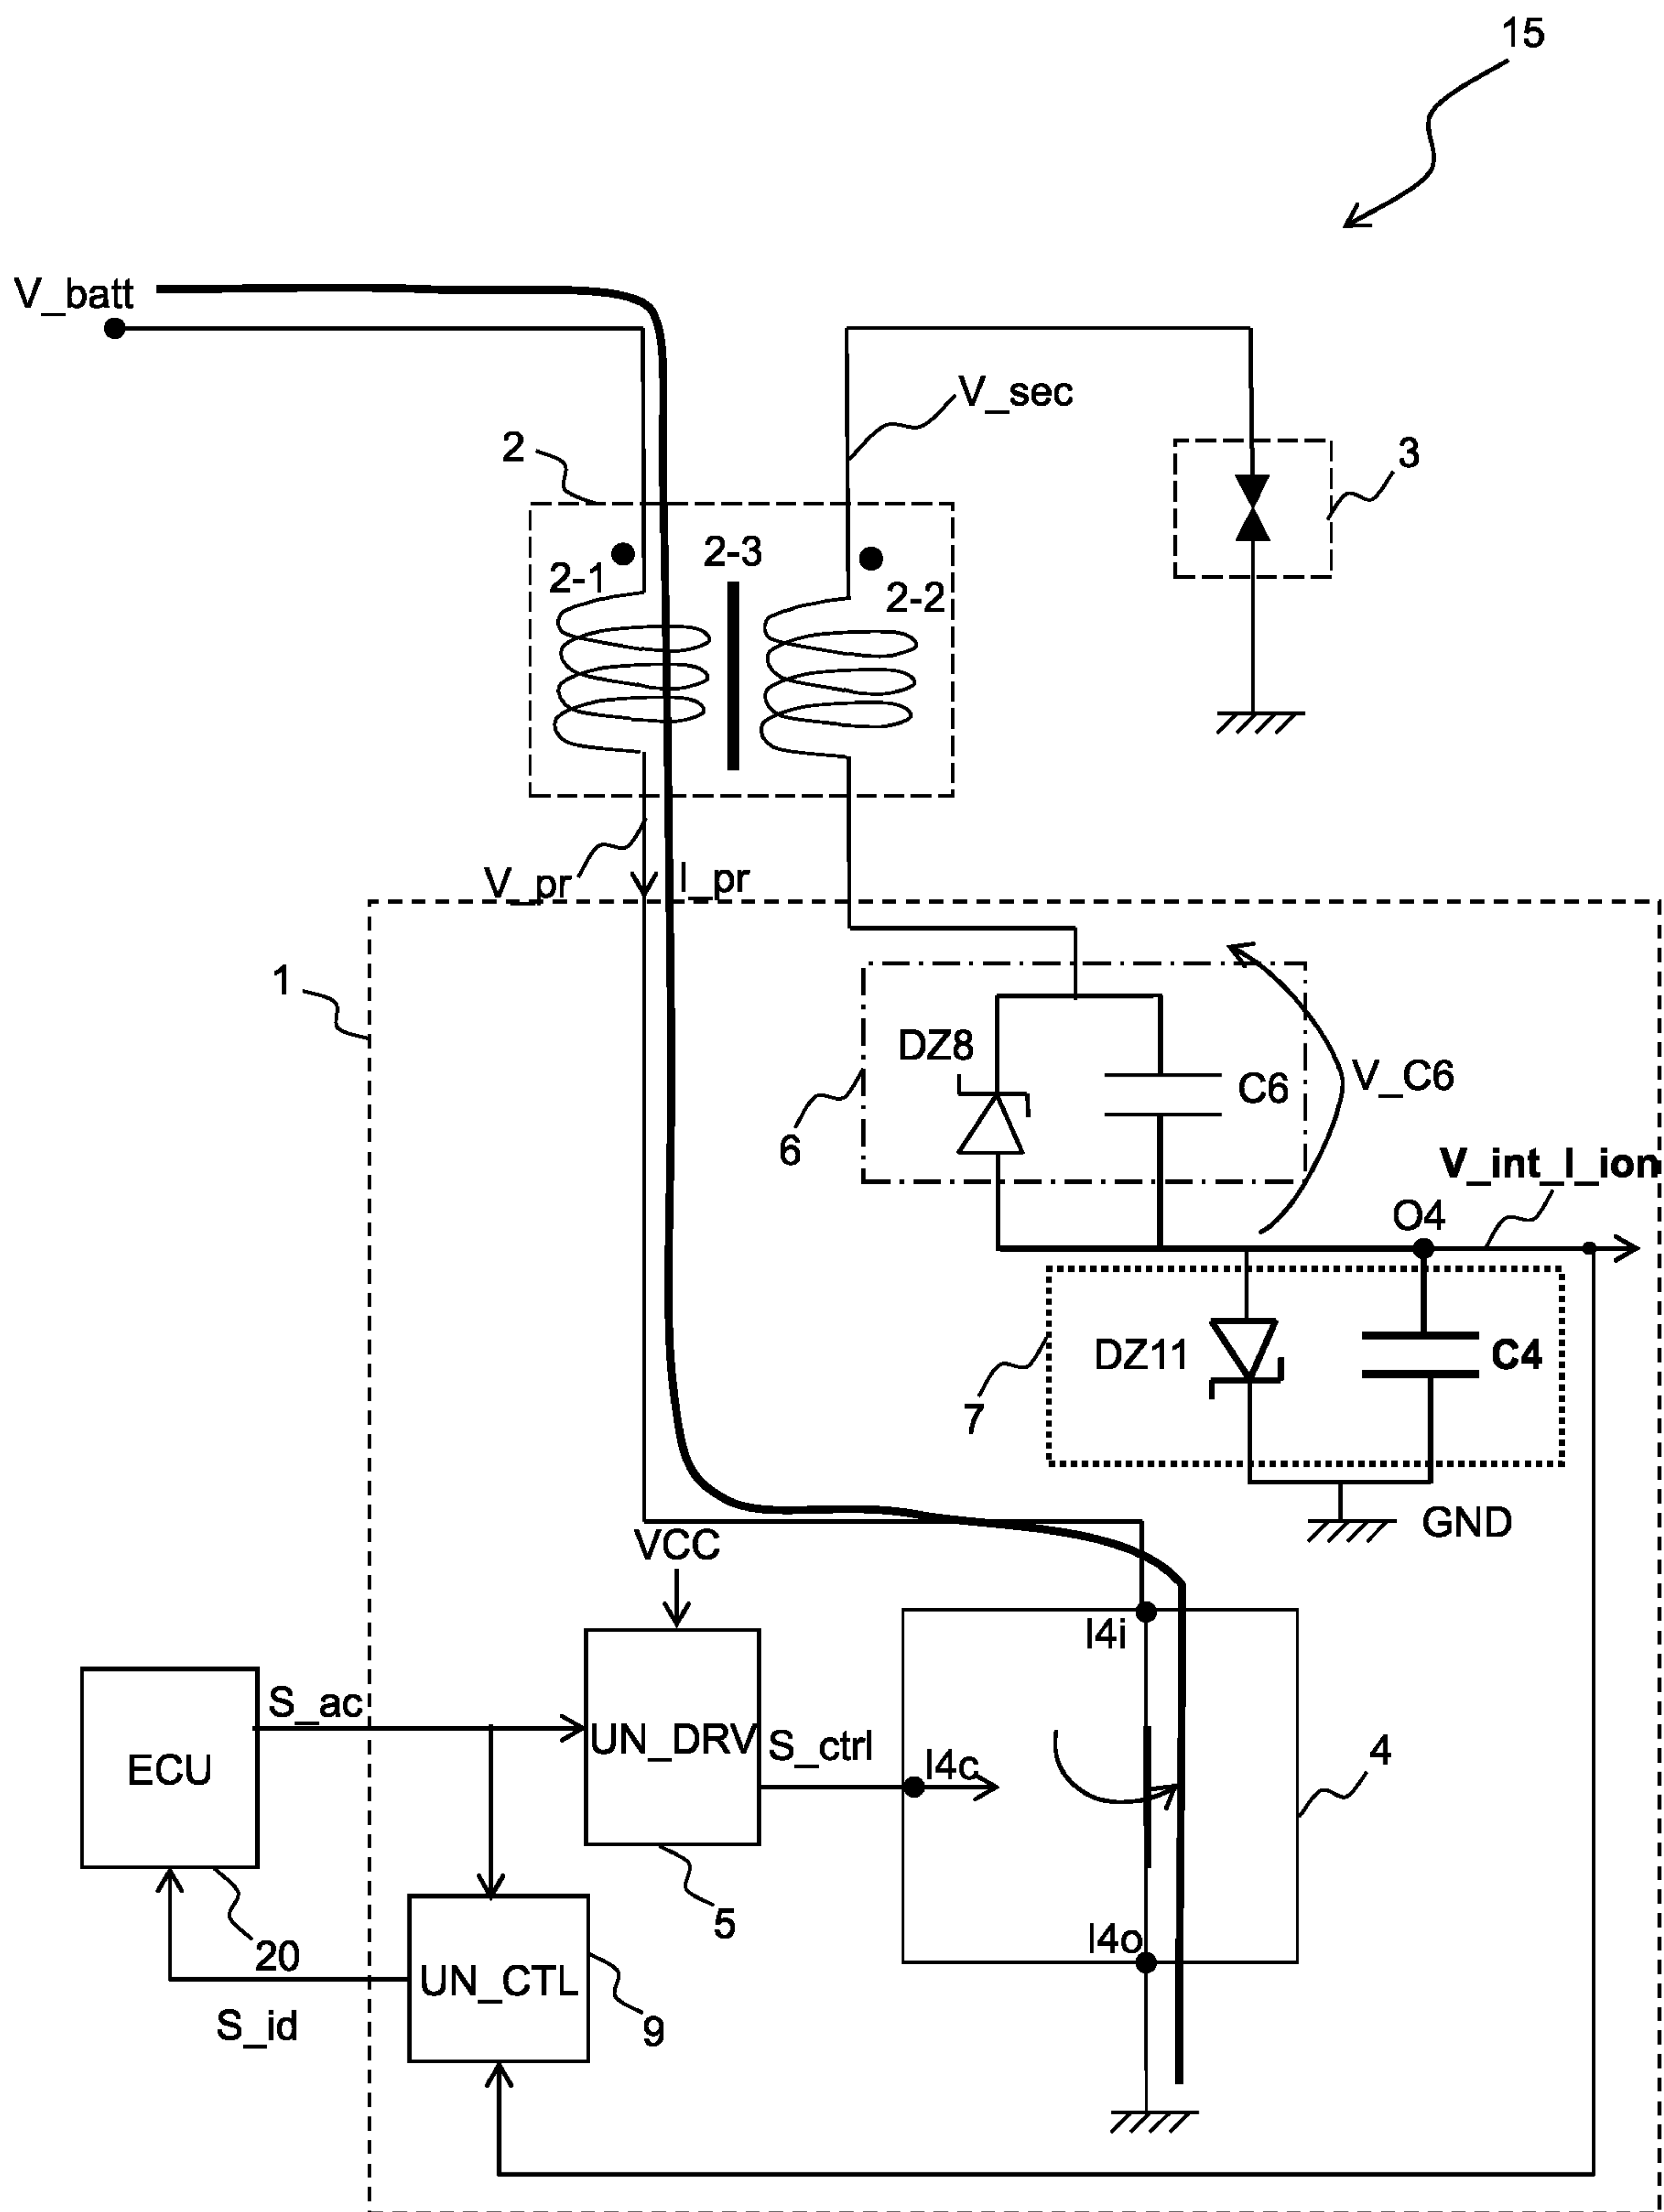 15
V_batt
V_sec
2
3
2-3
2-1
2-2
V_pr
I_pr
1
DZ8
C6
V_C6
6
V_int_I_ion
O4
DZ11
C4
7
GND
VCC
I4i
S_ac
ECU
UN_DRV
S_ctrl
I4c
4
5
I4o
20
UN_CTL
S_id
9